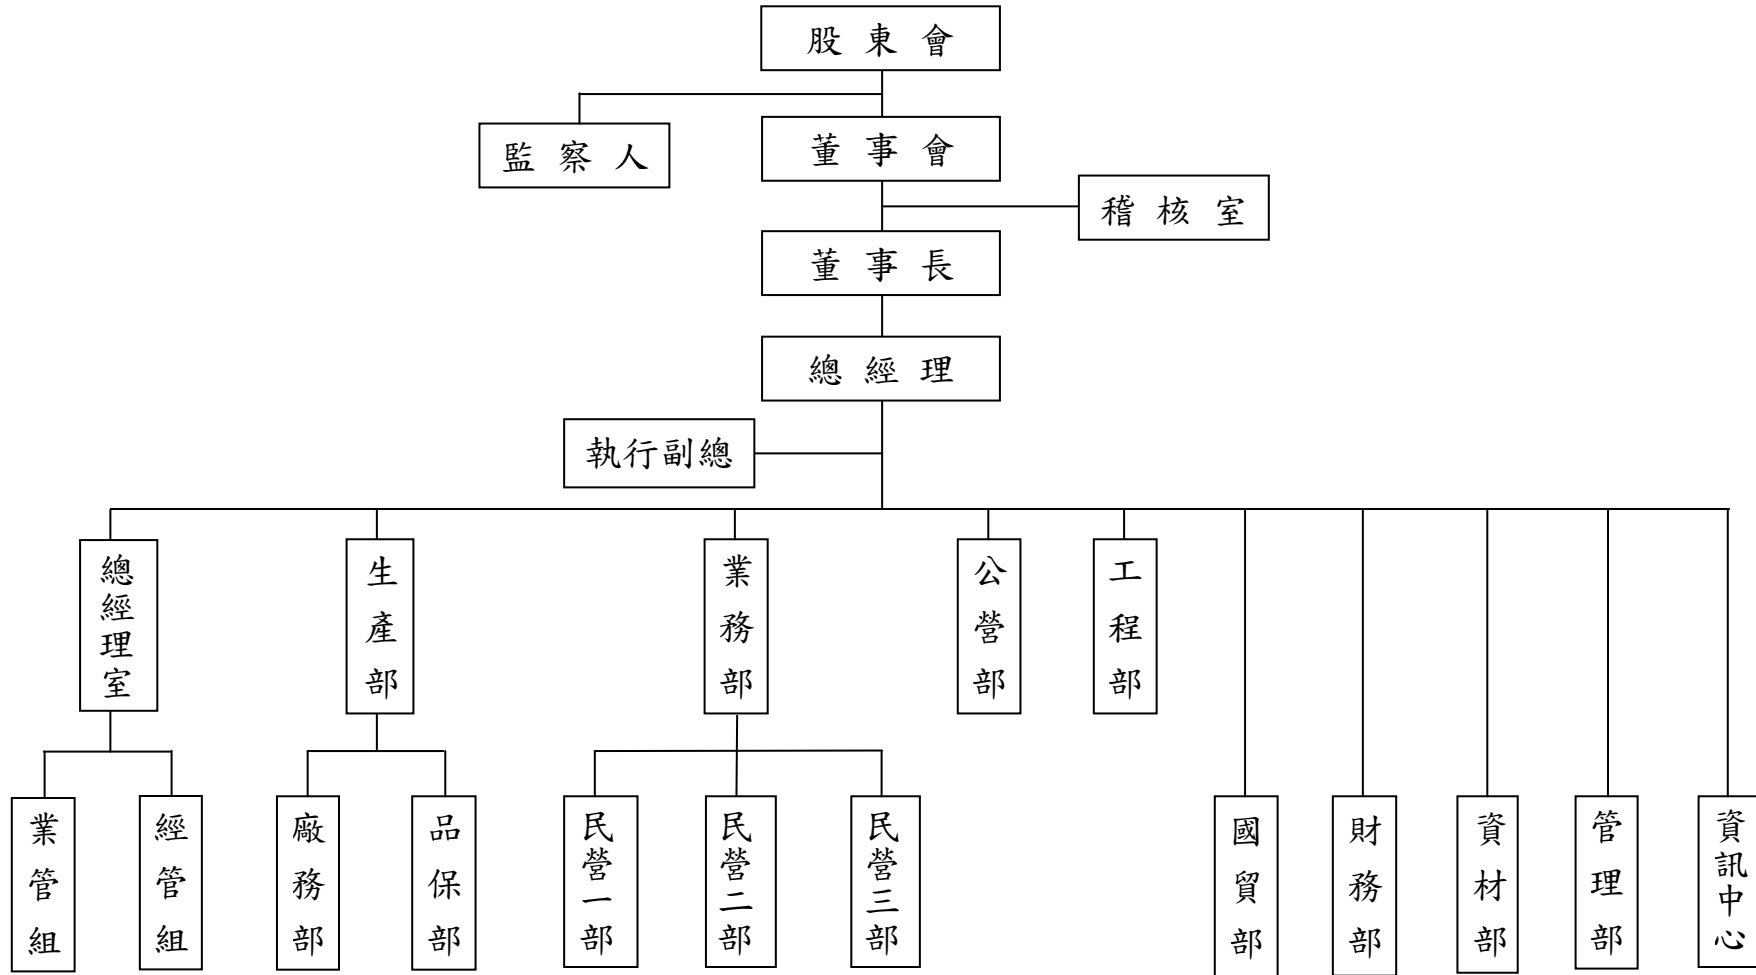 股東會
監察人
董事會
稽核室
董事長
總經理
執行副總
總經理室
生產部
業務部
公營部
工程部
業管組
經管組
廠務部
品保部
民營一部
民營二部
民營三部
國貿部
財務部
資材部
管理部
資訊中心